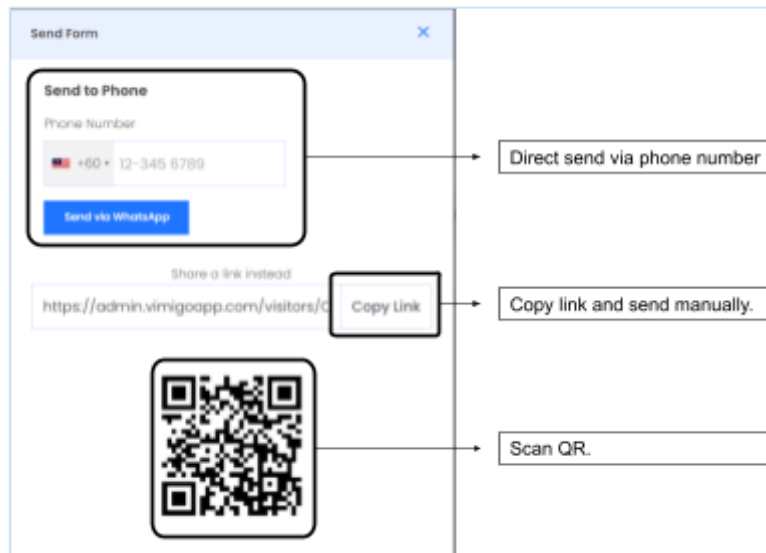 Send Form ×
Send to Phone
Phone Number
+60 12-345 6789
Direct send via phone number
Send via WhatsApp
Share a link instead
https://admin.vimigoapp.com/visitors/C
Copy Link
Copy link and send manually.
Scan QR.